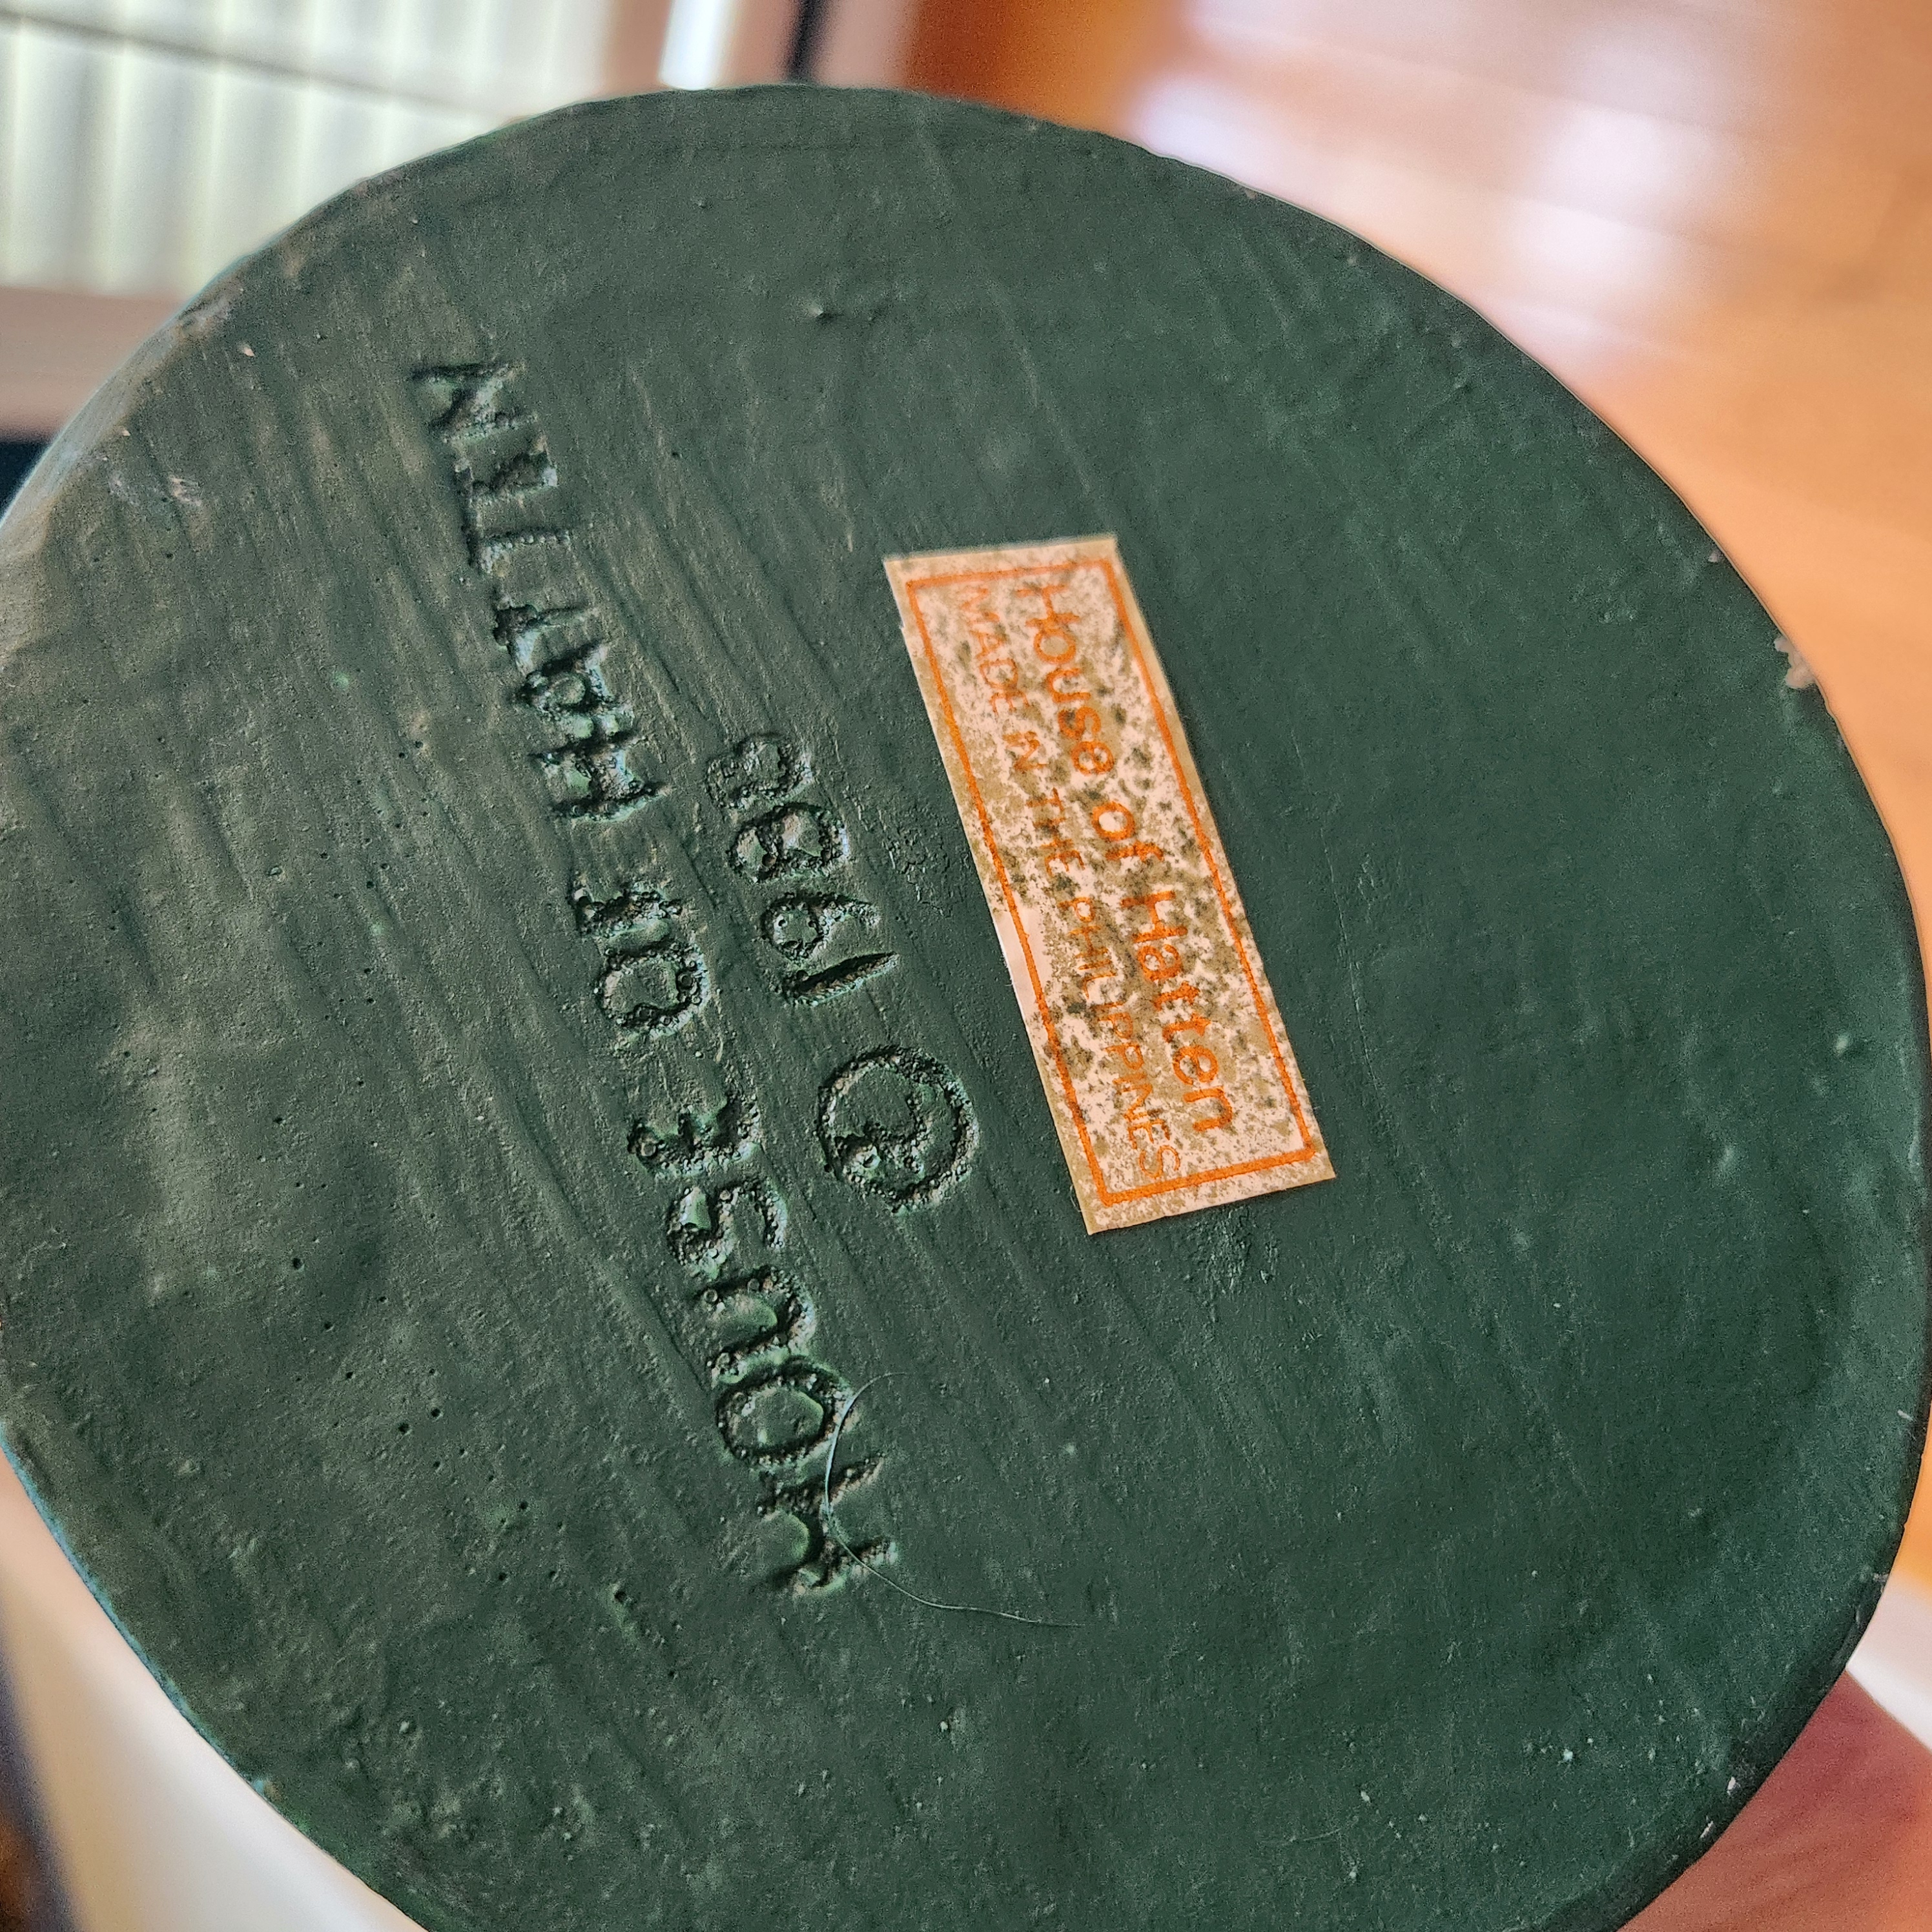 HOUSE OF HATTEN
© 1988
House of Hatten
MADE IN THE PHILIPPINES